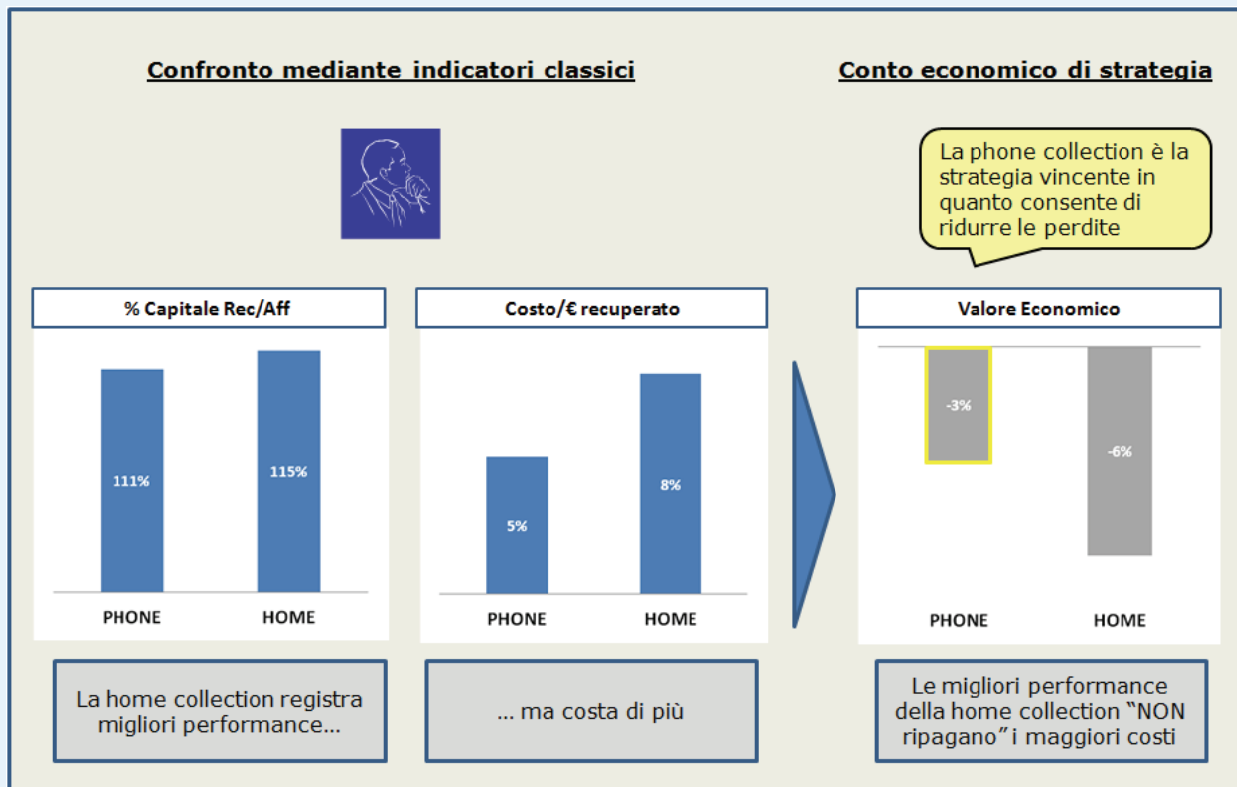 Confronto mediante indicatori classici
Conto economico di strategia
La phone collection è la
strategia vincente in
quanto consente di
ridurre le perdite
% Capitale Rec/Aff
111%
115%
PHONE
HOME
Costo/€ recuperato
5%
8%
PHONE
HOME
Valore Economico
-3%
-6%
PHONE
HOME
La home collection registra
migliori performance…
… ma costa di più
Le migliori performance
della home collection “NON
ripagano” i maggiori costi